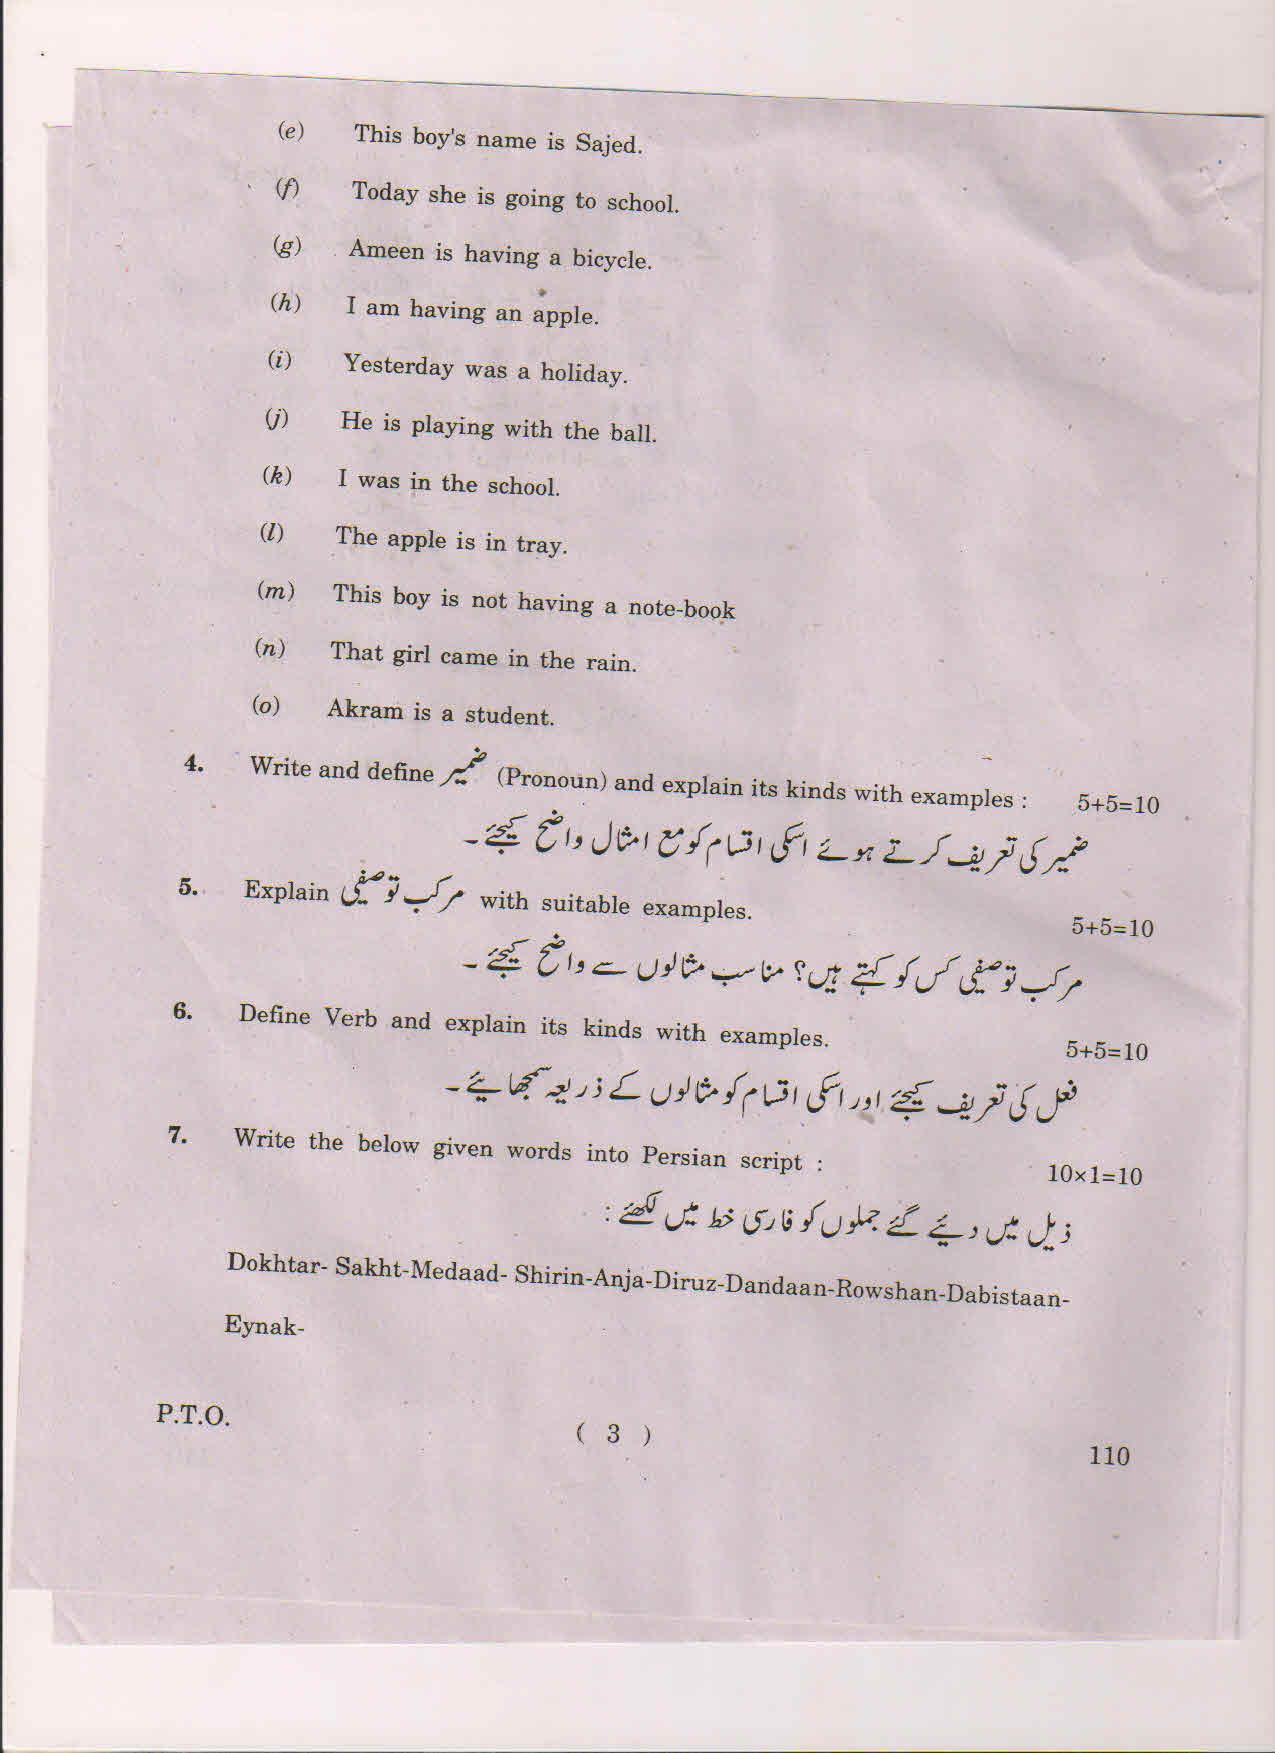 (e) This boy's name is Sajed.
(f) Today she is going to school.
(g) Ameen is having a bicycle.
(h) I am having an apple.
(i) Yesterday was a holiday.
(j) He is playing with the ball.
(k) I was in the school.
(l) The apple is in tray.
(m) This boy is not having a note-book
(n) That girl came in the rain.
(o) Akram is a student.
4. Write and define ضمیر (Pronoun) and explain its kinds with examples : 5+5=10
ضمیر کی تعریف کرتے ہوئے اسکی اقسام کو مع امثال واضح کیجئے۔
5. Explain مرکب توصیفی with suitable examples. 5+5=10
مرکب توصیفی کس کو کہتے ہیں؟ مناسب مثالوں سے واضح کیجئے۔
6. Define Verb and explain its kinds with examples. 5+5=10
فعل کی تعریف کیجئے اور اسکی اقسام کو مثالوں کے ذریعہ سمجھایئے۔
7. Write the below given words into Persian script : 10×1=10
ذیل میں دیئے گئے جملوں کو فارسی خط میں لکھئے :
Dokhtar- Sakht-Medaad- Shirin-Anja-Diruz-Dandaan-Rowshan-Dabistaan-
Eynak-
P.T.O. ( 3 ) 110